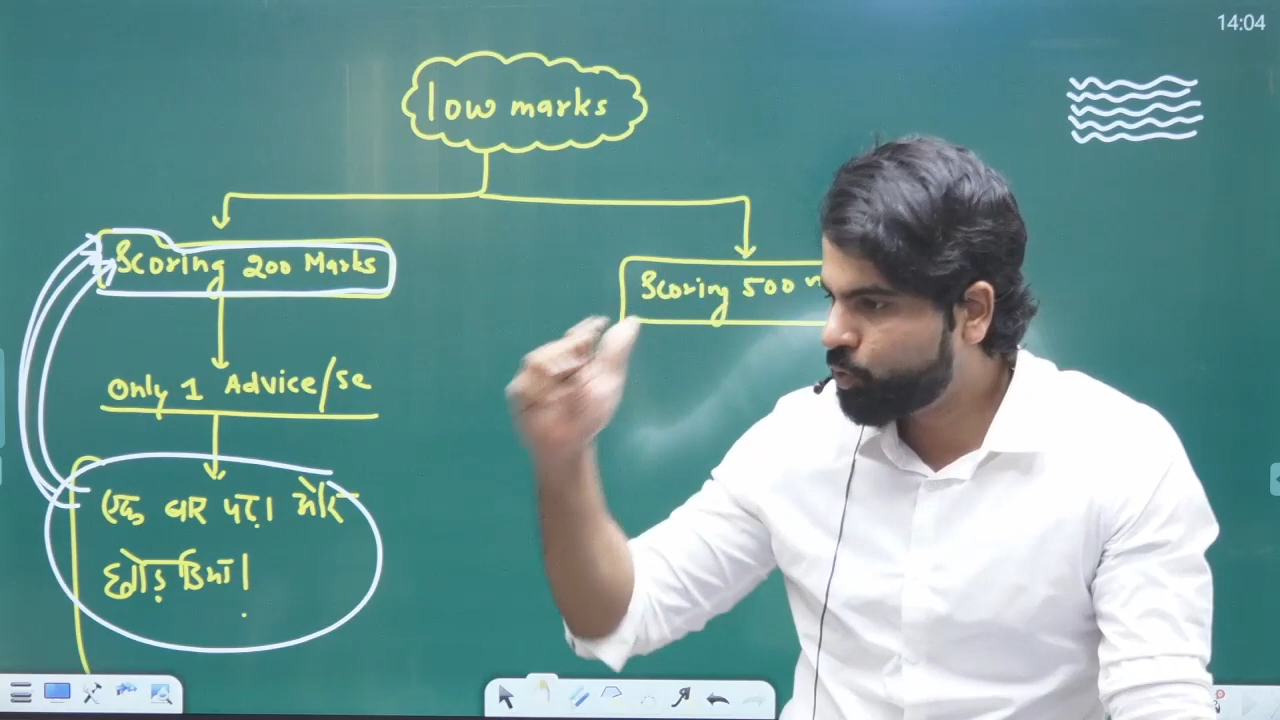 14:04
low marks
Scoring 200 Marks
Scoring 500
Only 1 Advice/se
एक बार पढ़ा और
छोड़ दिया।